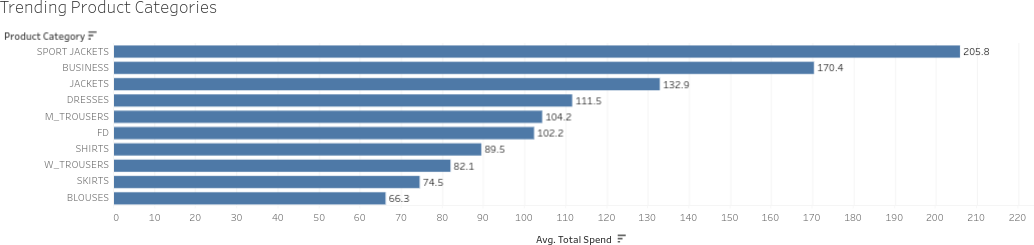 Trending Product Categories
Product Category
SPORT JACKETS 205.8
BUSINESS 170.4
JACKETS 132.9
DRESSES 111.5
M_TROUSERS 104.2
FD 102.2
SHIRTS 89.5
W_TROUSERS 82.1
SKIRTS 74.5
BLOUSES 66.3
0 10 20 30 40 50 60 70 80 90 100 110 120 130 140 150 160 170 180 190 200 210 220
Avg. Total Spend